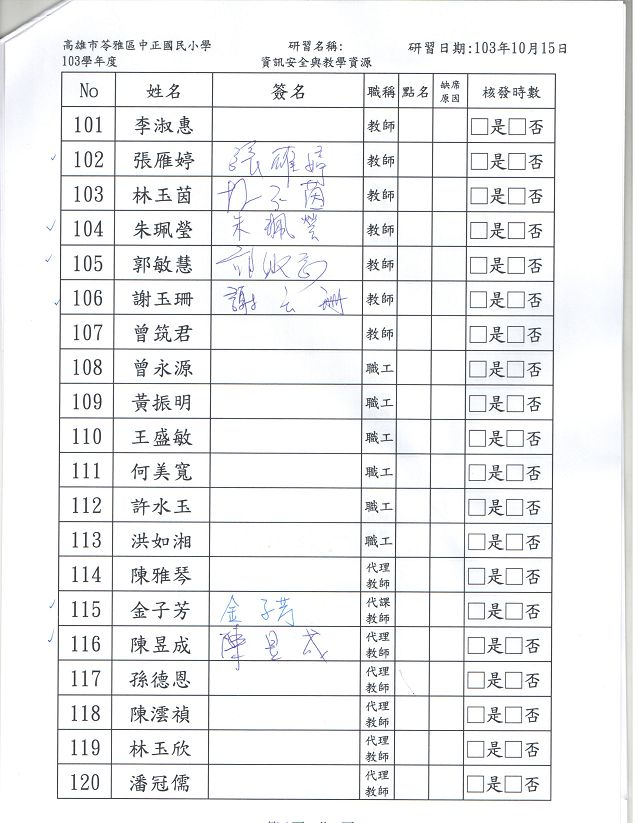 高雄市苓雅區中正國民小學 研習名稱: 研習日期:103年10月15日
103學年度 資訊安全與教學資源
No 姓名 簽名 職稱 點名 缺席原因 核發時數
101 李淑惠 教師 □是□否
102 張雁婷 張雁婷 教師 □是□否
103 林玉茵 林玉茵 教師 □是□否
104 朱珮瑩 朱珮瑩 教師 □是□否
105 郭敏慧 郭敏慧 教師 □是□否
106 謝玉珊 謝玉珊 教師 □是□否
107 曾筑君 教師 □是□否
108 曾永源 職工 □是□否
109 黃振明 職工 □是□否
110 王盛敏 職工 □是□否
111 何美寬 職工 □是□否
112 許水玉 職工 □是□否
113 洪如湘 職工 □是□否
114 陳雅琴 代理教師 □是□否
115 金子芳 金子芳 代課教師 □是□否
116 陳昱成 陳昱成 代理教師 □是□否
117 孫德恩 代理教師 □是□否
118 陳澐禎 代理教師 □是□否
119 林玉欣 代理教師 □是□否
120 潘冠儒 代理教師 □是□否